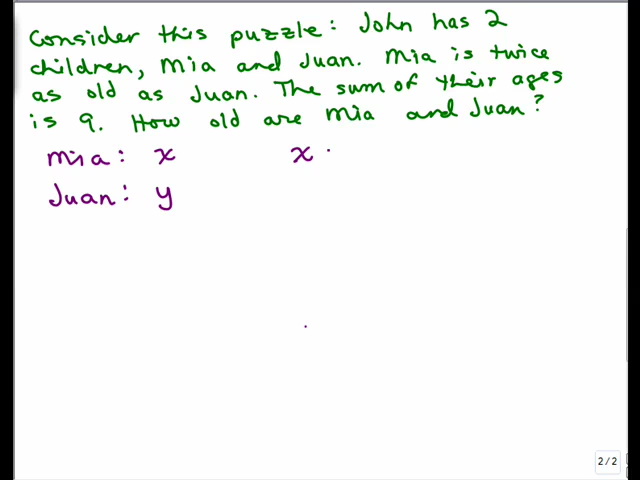 Consider this puzzle: John has 2
children, Mia and Juan. Mia is twice
as old as Juan. The sum of their ages
is 9. How old are Mia and Juan?
Mia: x x
Juan: y
2/2